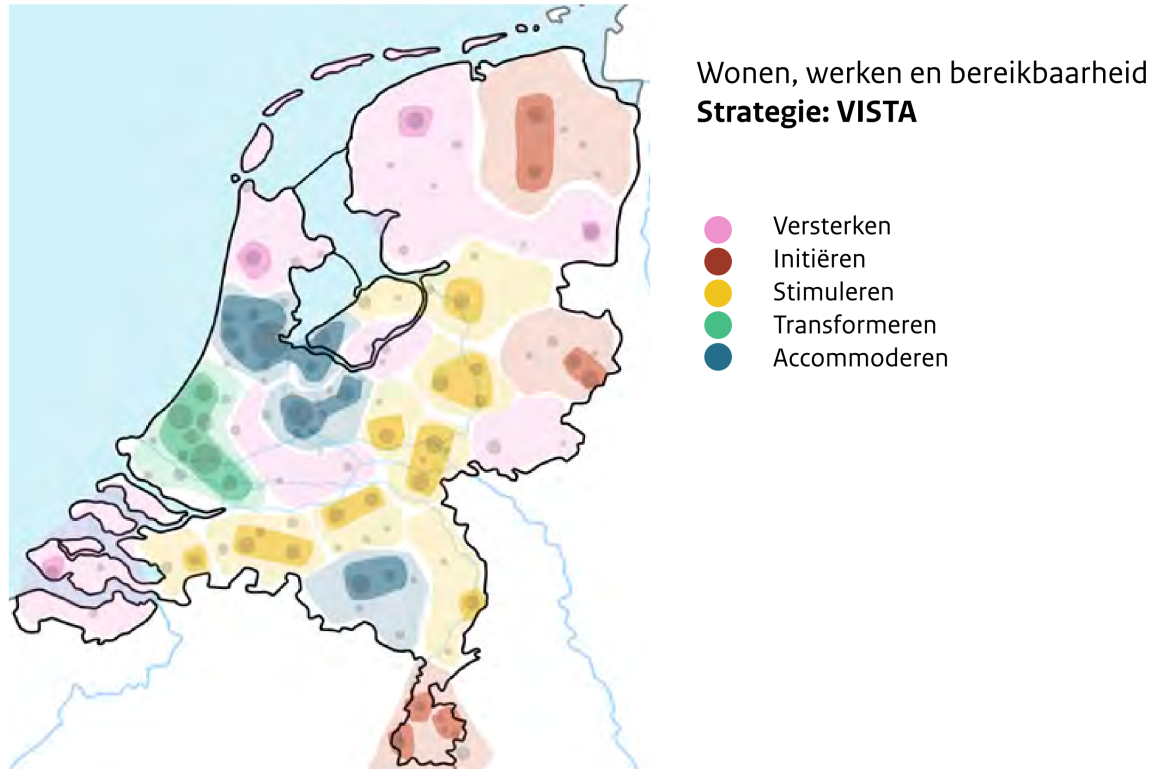 Wonen, werken en bereikbaarheid
Strategie: VISTA
Versterken
Initiëren
Stimuleren
Transformeren
Accommoderen